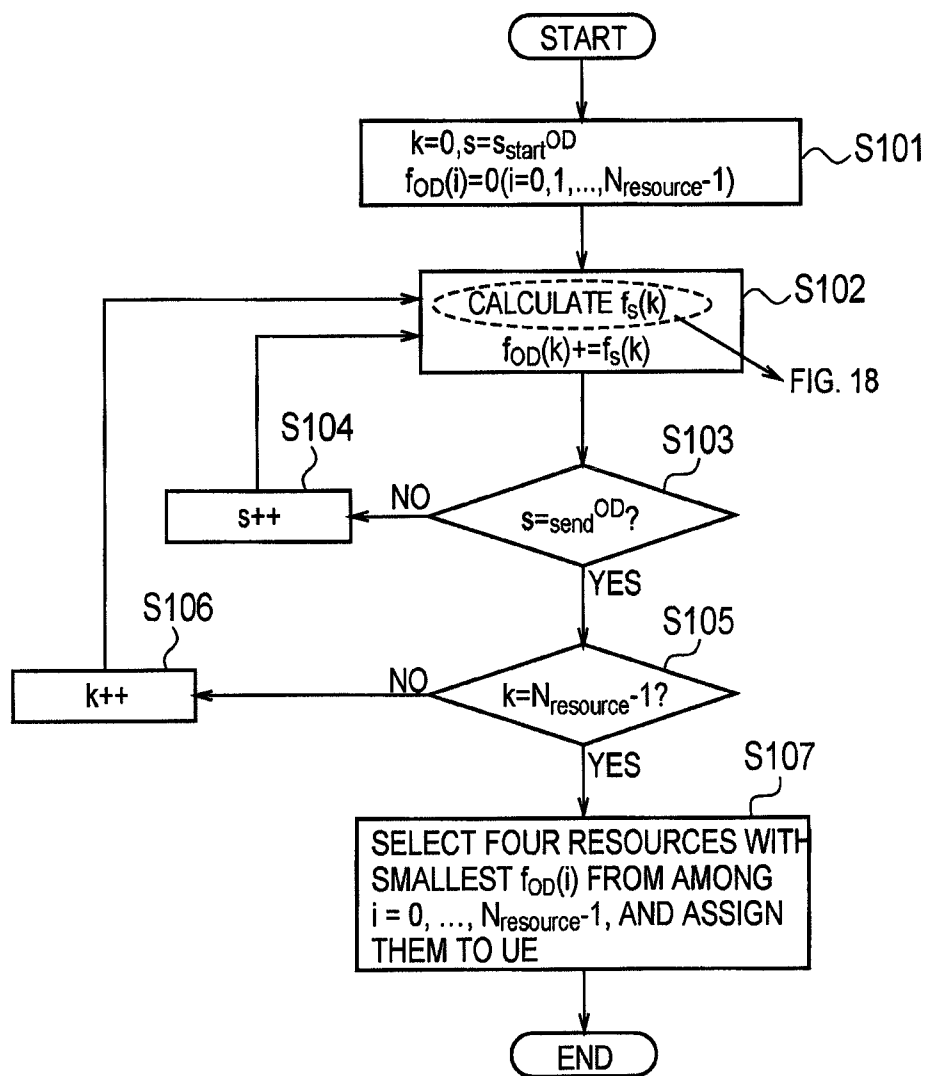 START
k=0,s=s_start^OD
f_OD(i)=0(i=0,1,...,N_resource-1)
S101
CALCULATE f_s(k)
f_OD(k)+=f_s(k)
S102
FIG. 18
S104
s++
NO
S103
s=_send^OD?
YES
S106
k++
NO
S105
k=N_resource-1?
YES
S107
SELECT FOUR RESOURCES WITH
SMALLEST f_OD(i) FROM AMONG
i = 0, ..., N_resource-1, AND ASSIGN
THEM TO UE
END